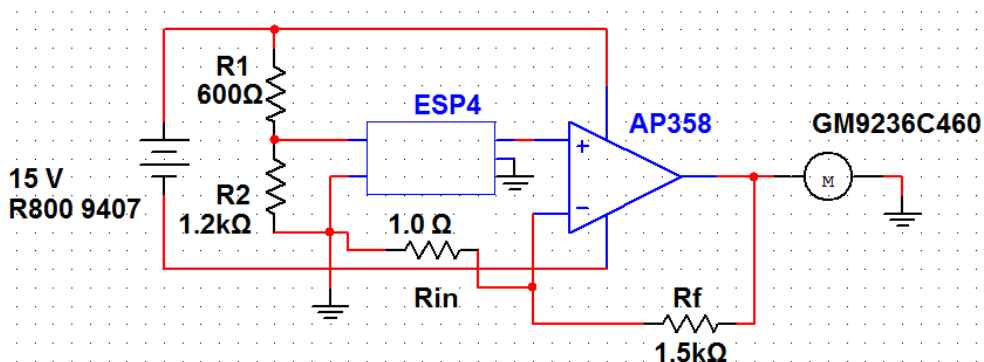 R1
600Ω
ESP4
AP358
GM9236C460
+
M
15 V
R800 9407
R2
1.2kΩ
1.0 Ω
−
Rin
Rf
1.5kΩ